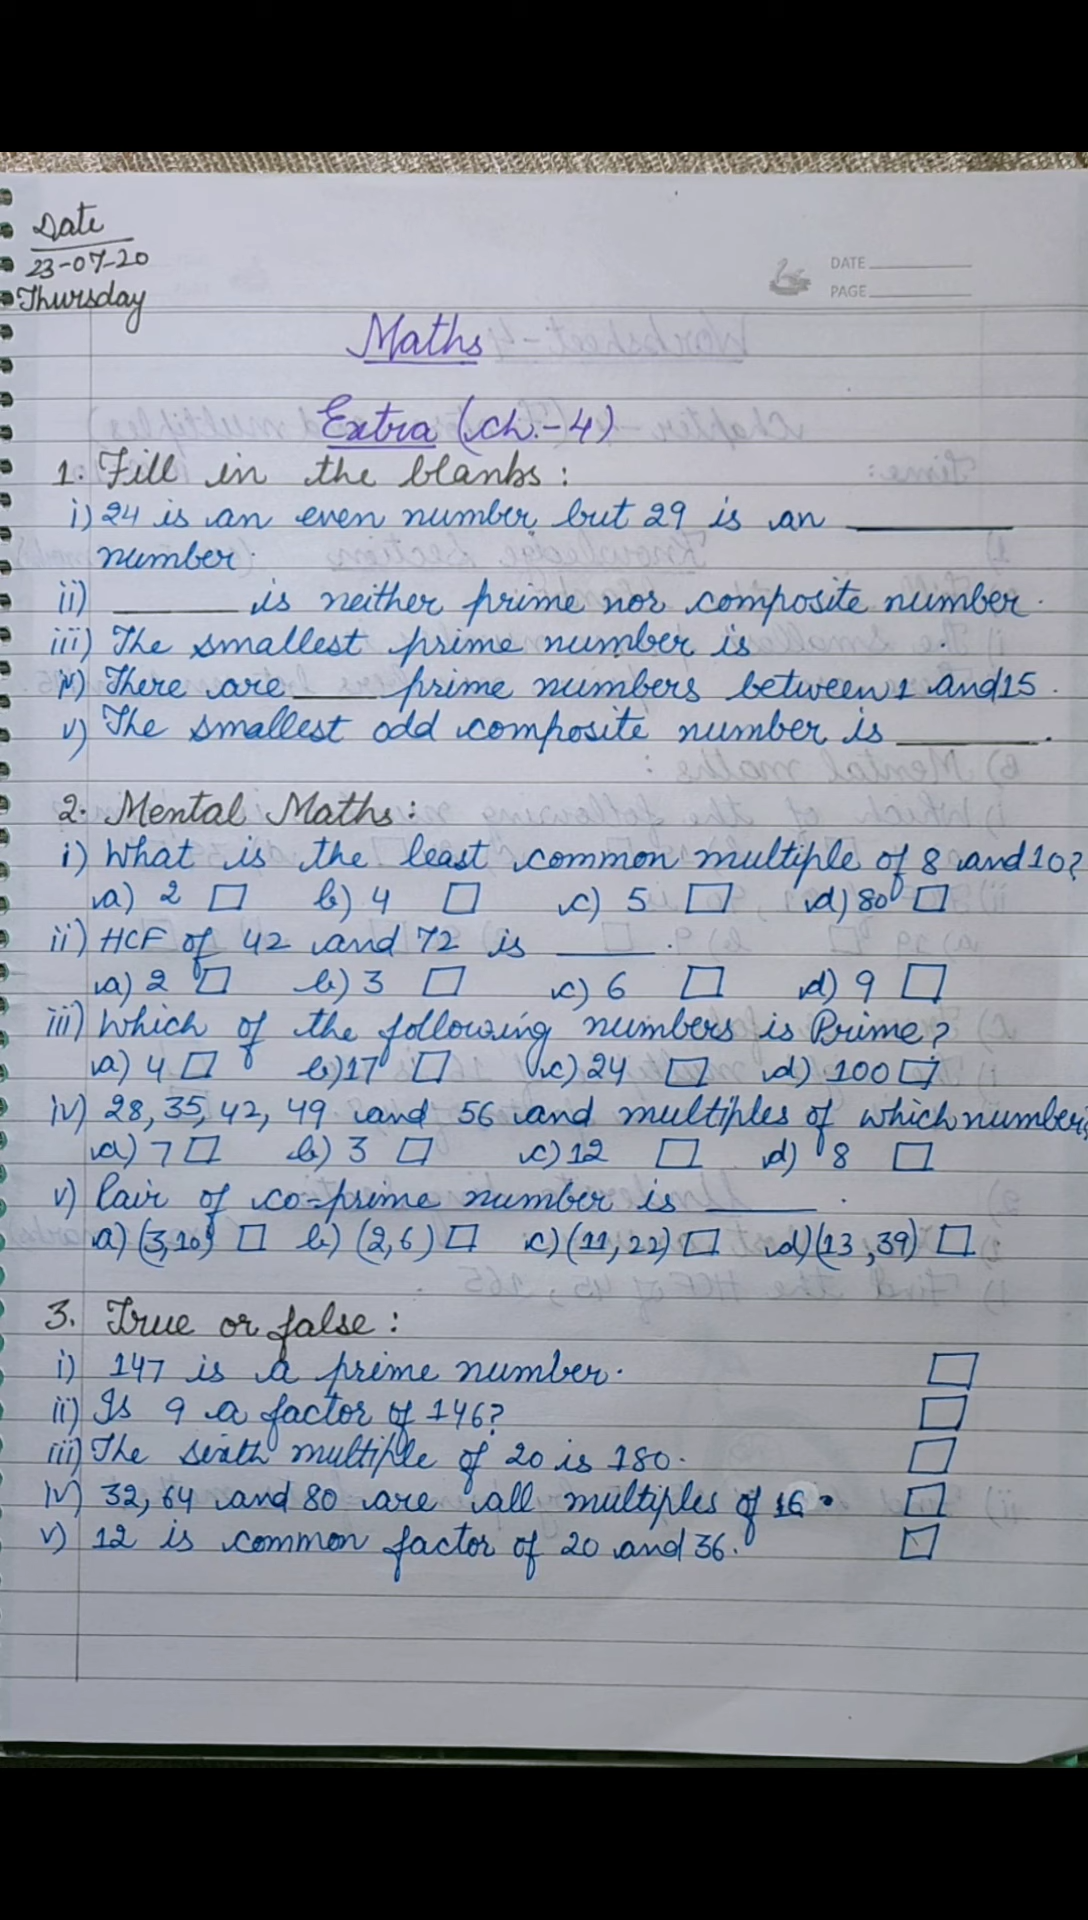 Date
23-07-20
Thursday
DATE
PAGE
Maths
Extra (ch.-4)
1. Fill in the blanks:
i) 24 is an even number, but 29 is an ________
number.
ii) ______ is neither prime nor composite number.
iii) The smallest prime number is .
iv) There are ____ prime numbers between 1 and 15.
v) The smallest odd composite number is ________.
2. Mental Maths:
i) What is the least common multiple of 8 and 10?
a) 2 □ b) 4 □ c) 5 □ d) 80 □
ii) HCF of 42 and 72 is _____.
a) 2 □ b) 3 □ c) 6 □ d) 9 □
iii) Which of the following numbers is Prime?
a) 4 □ b) 17 □ c) 24 □ d) 100 □
iv) 28, 35, 42, 49 and 56 and multiples of which number
a) 7 □ b) 3 □ c) 12 □ d) 8 □
v) Pair of co-prime number is _____.
a) (3,10) □ b) (2,6) □ c) (11,22) □ d) (13,39) □
3. True or false:
i) 147 is a prime number. □
ii) Is 9 a factor of 146? □
iii) The sixth multiple of 20 is 180. □
iv) 32, 64 and 80 are all multiples of 16. □
v) 12 is common factor of 20 and 36. □